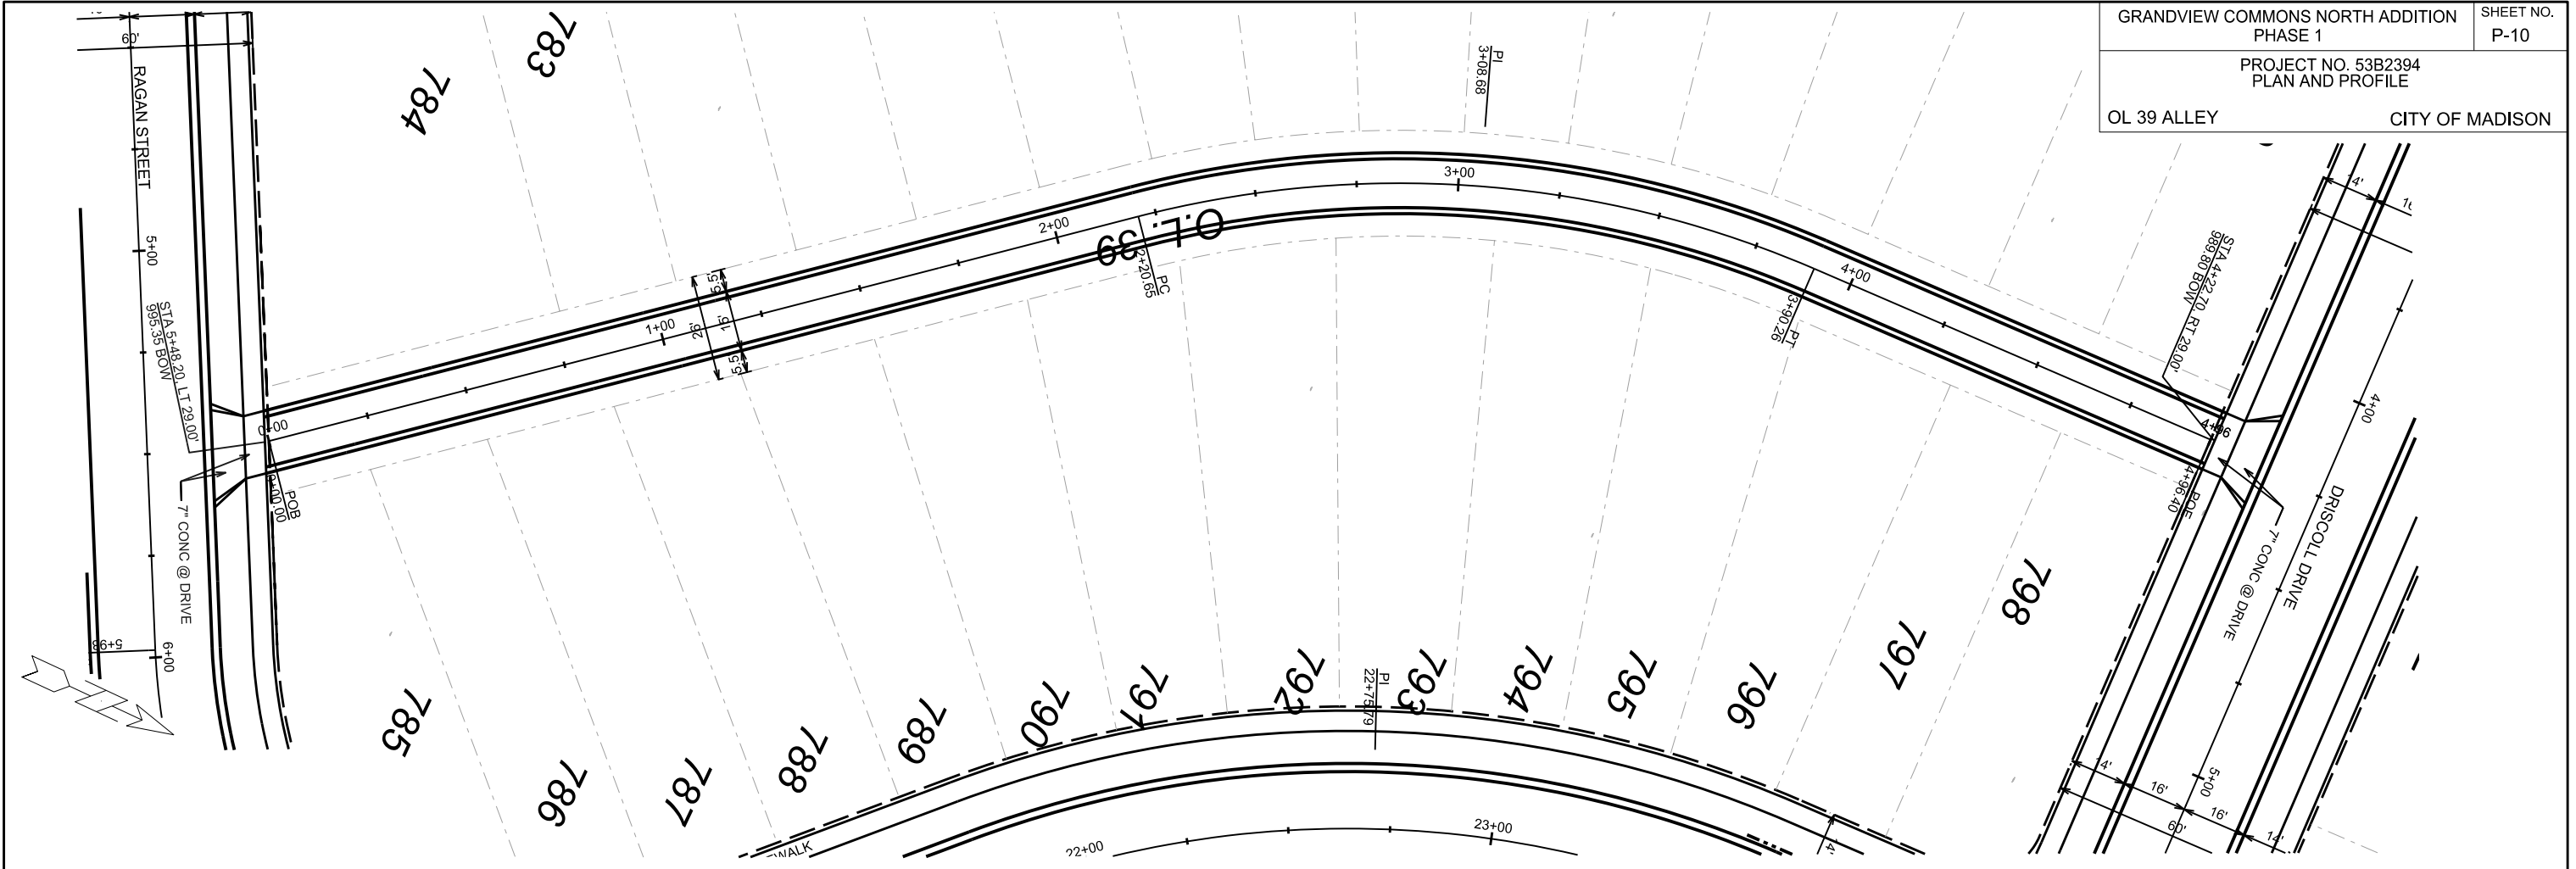 GRANDVIEW COMMONS NORTH ADDITION
PHASE 1
SHEET NO.
P-10
PROJECT NO. 53B2394
PLAN AND PROFILE
OL 39 ALLEY
CITY OF MADISON
60'
RAGAN STREET
5+00
STA 5+48.20, LT 29.00'
995.35 BOW
7" CONC @ DRIVE
5+98
6+00
0+00
POB
0+00.00
784
783
1+00
5.5'
26'
15'
5.5'
2+00
O.L. 39
PC
2+20.65
PI
3+08.68
3+00
4+00
PT
3+90.26
STA 4+22.70, RT 29.00'
989.80 BOW
4+96
POE
4+96.40
7" CONC @ DRIVE
DRISCOLL DRIVE
14'
4+00
5+00
14'
16'
16'
14'
60'
785
786
787
788
789
790
791
792
793
794
795
796
797
798
PI
22+75.79
22+00
23+00
14'